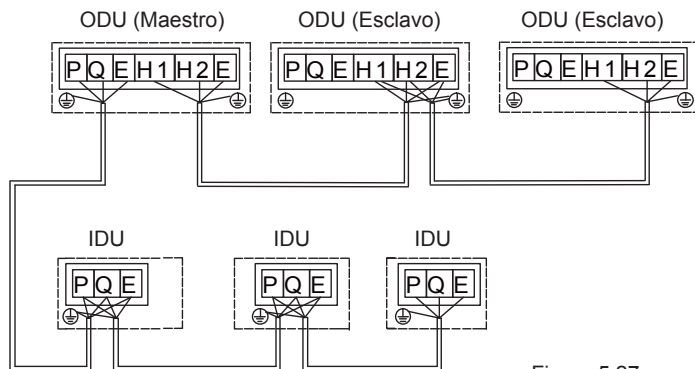 ODU (Maestro) ODU (Esclavo) ODU (Esclavo)
P Q E H1 H2 E P Q E H1 H2 E P Q E H1 H2 E
IDU IDU IDU
P Q E P Q E P Q E